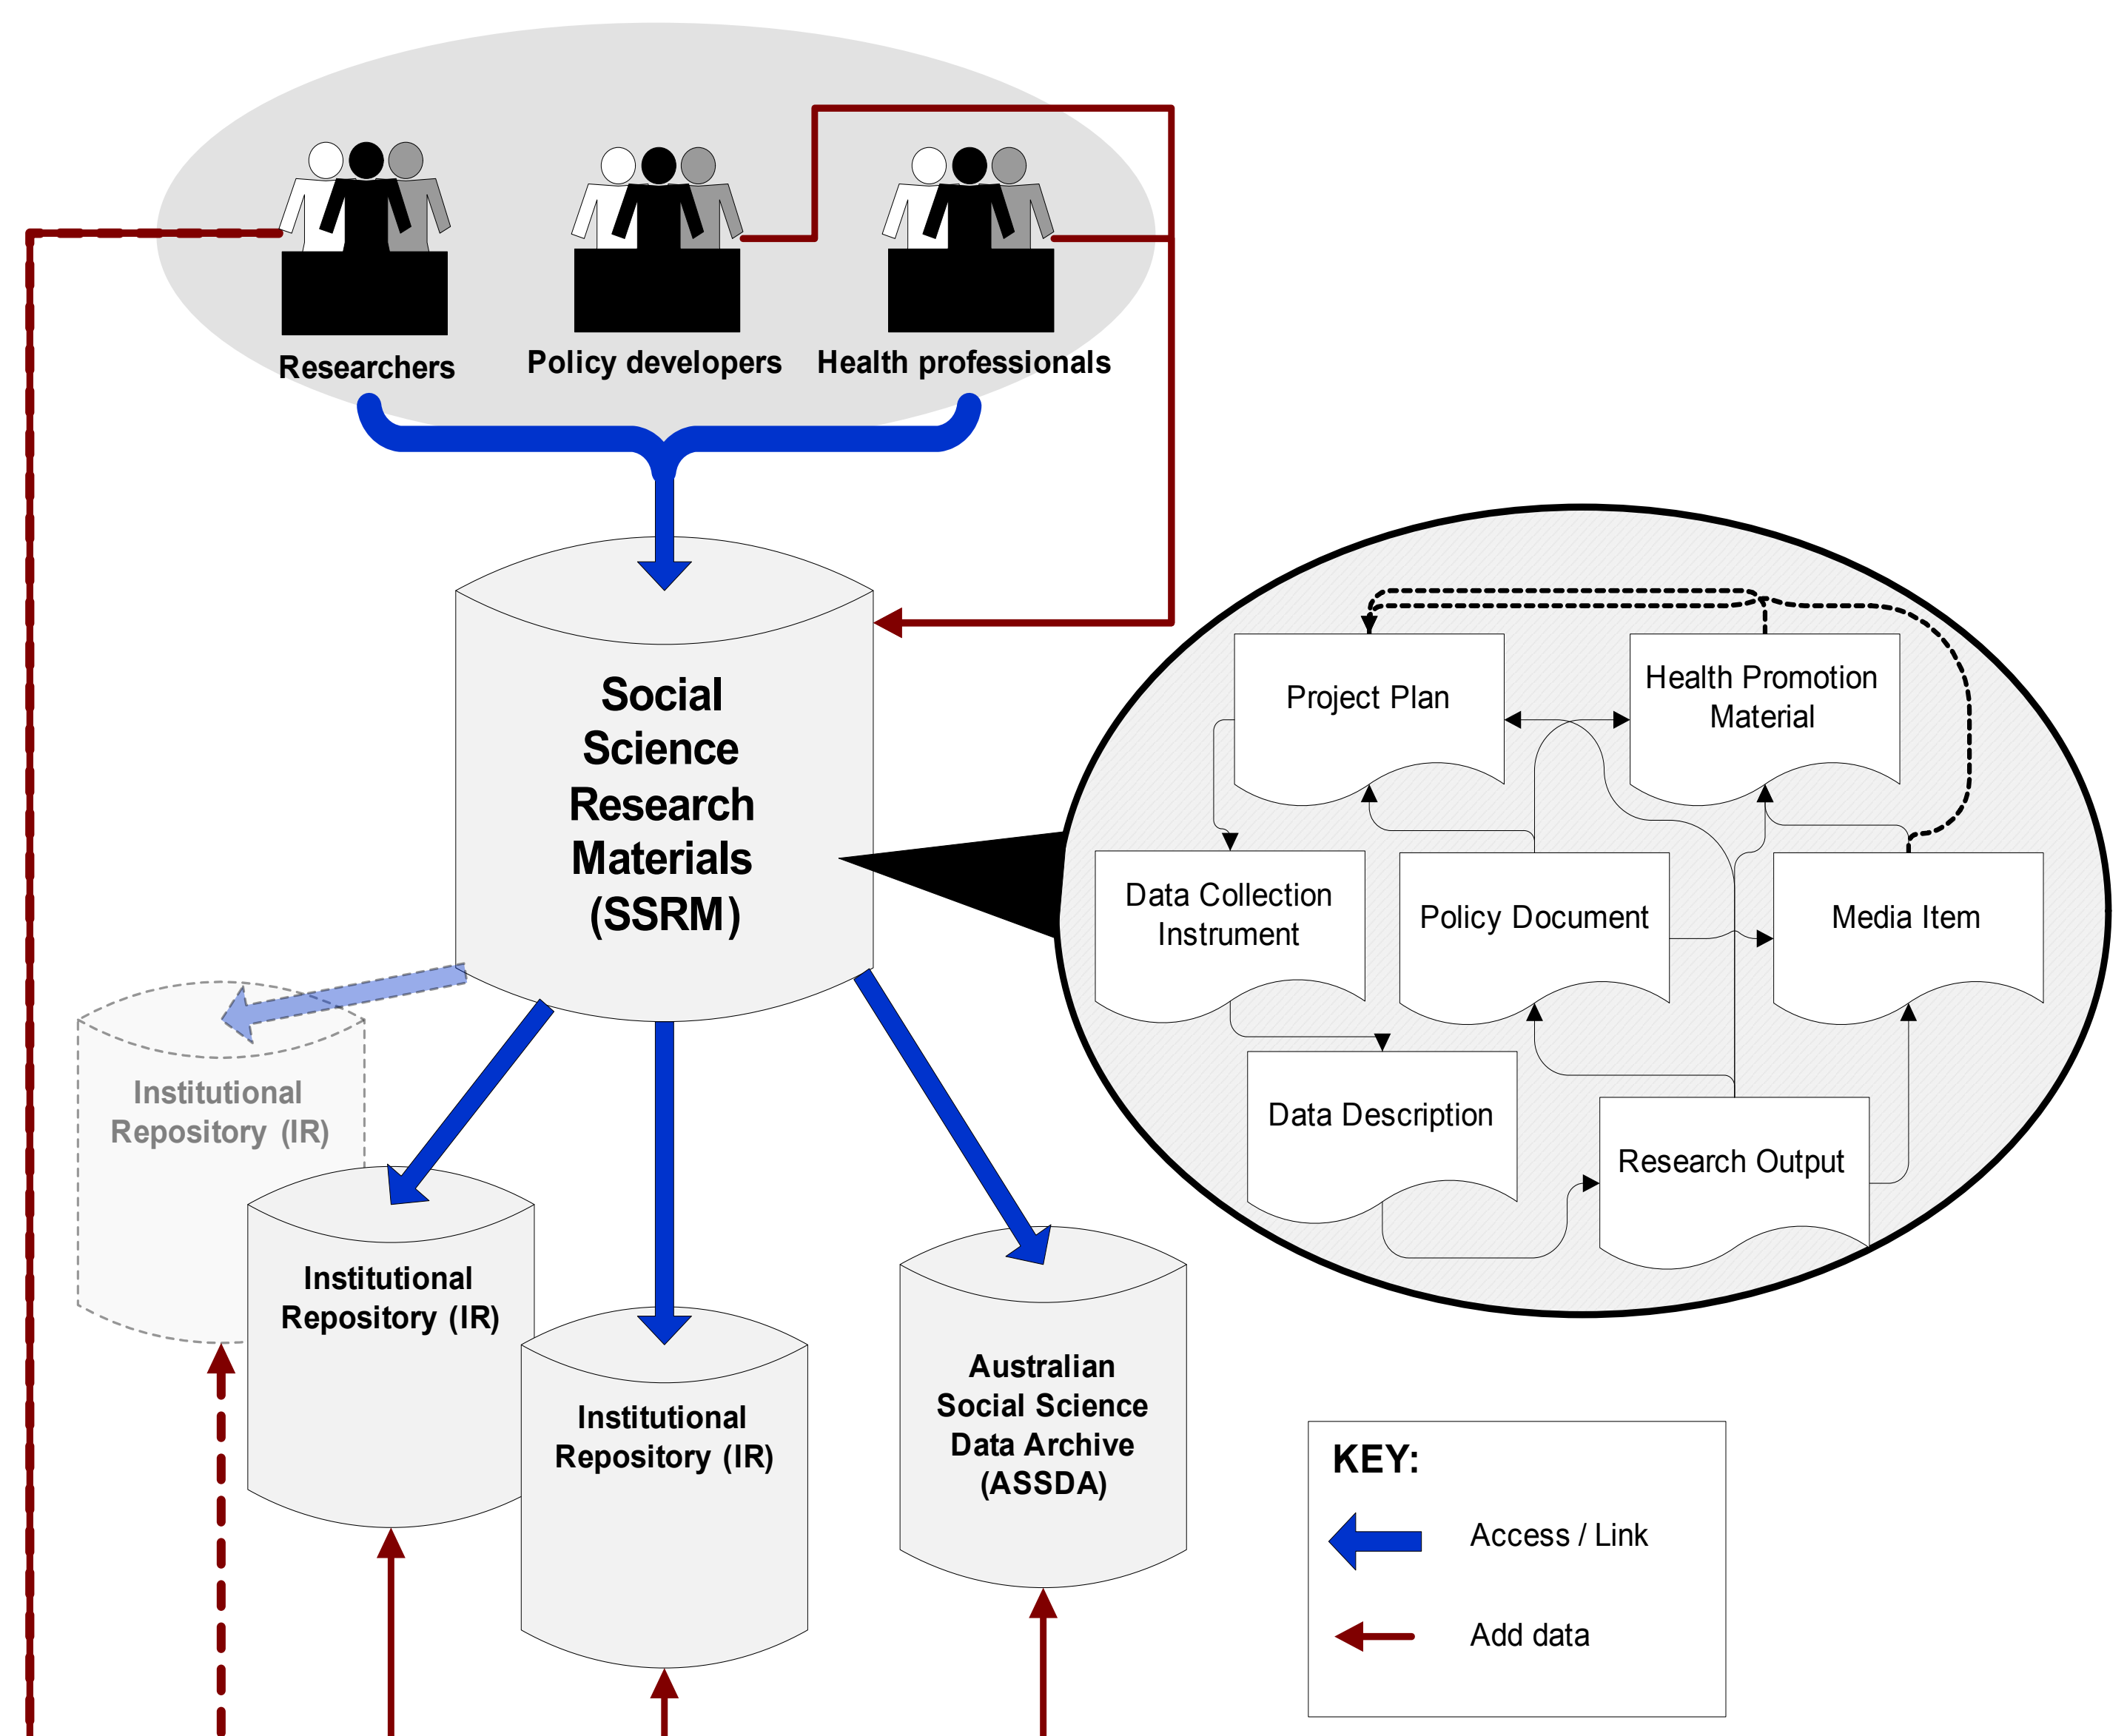 Researchers
Policy developers
Health professionals
Social
Science
Research
Materials
(SSRM)
Project Plan
Health Promotion
Material
Data Collection
Instrument
Policy Document
Media Item
Data Description
Research Output
Institutional
Repository (IR)
Institutional
Repository (IR)
Institutional
Repository (IR)
Australian
Social Science
Data Archive
(ASSDA)
KEY:
Access / Link
Add data